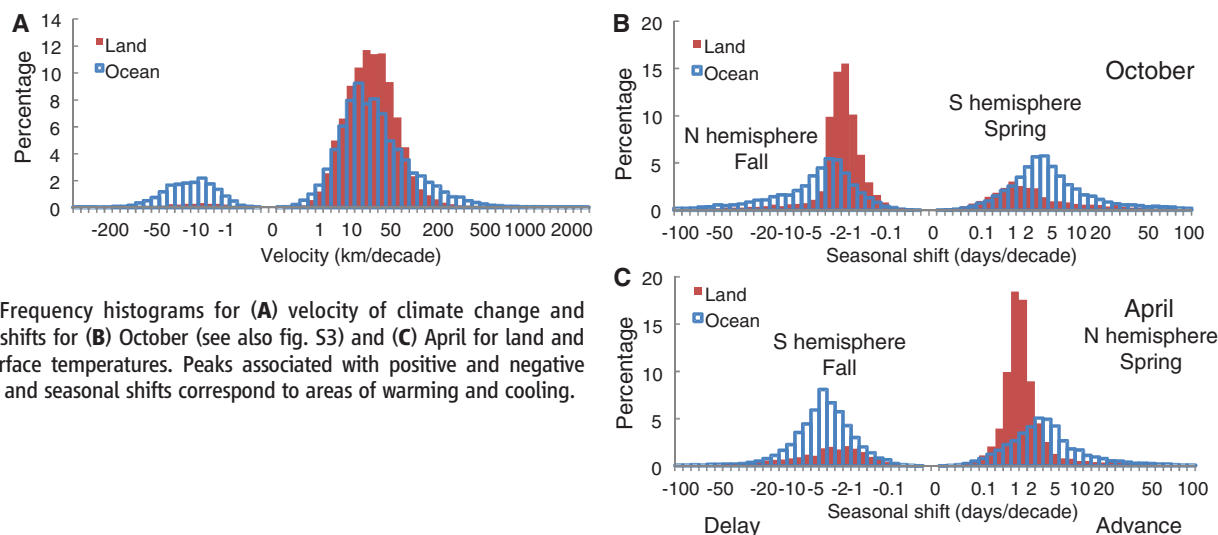 A
14
12
10
8
6
4
2
0
Percentage
Land
Ocean
-200 -50 -10 -1 0 1 10 50 200 500 1000 2000
Velocity (km/decade)
Frequency histograms for (A) velocity of climate change and
shifts for (B) October (see also fig. S3) and (C) April for land and
rface temperatures. Peaks associated with positive and negative
and seasonal shifts correspond to areas of warming and cooling.
B
20
15
10
5
0
Percentage
Land
Ocean
October
N hemisphere
Fall
S hemisphere
Spring
-100 -50 -20 -10 -5 -2 -1 -0.1 0 0.1 1 2 5 10 20 50 100
Seasonal shift (days/decade)
C
20
15
10
5
0
Percentage
Land
Ocean
S hemisphere
Fall
April
N hemisphere
Spring
-100 -50 -20 -10 -5 -2 -1 -0.1 0 0.1 1 2 5 10 20 50 100
Seasonal shift (days/decade)
Delay
Advance